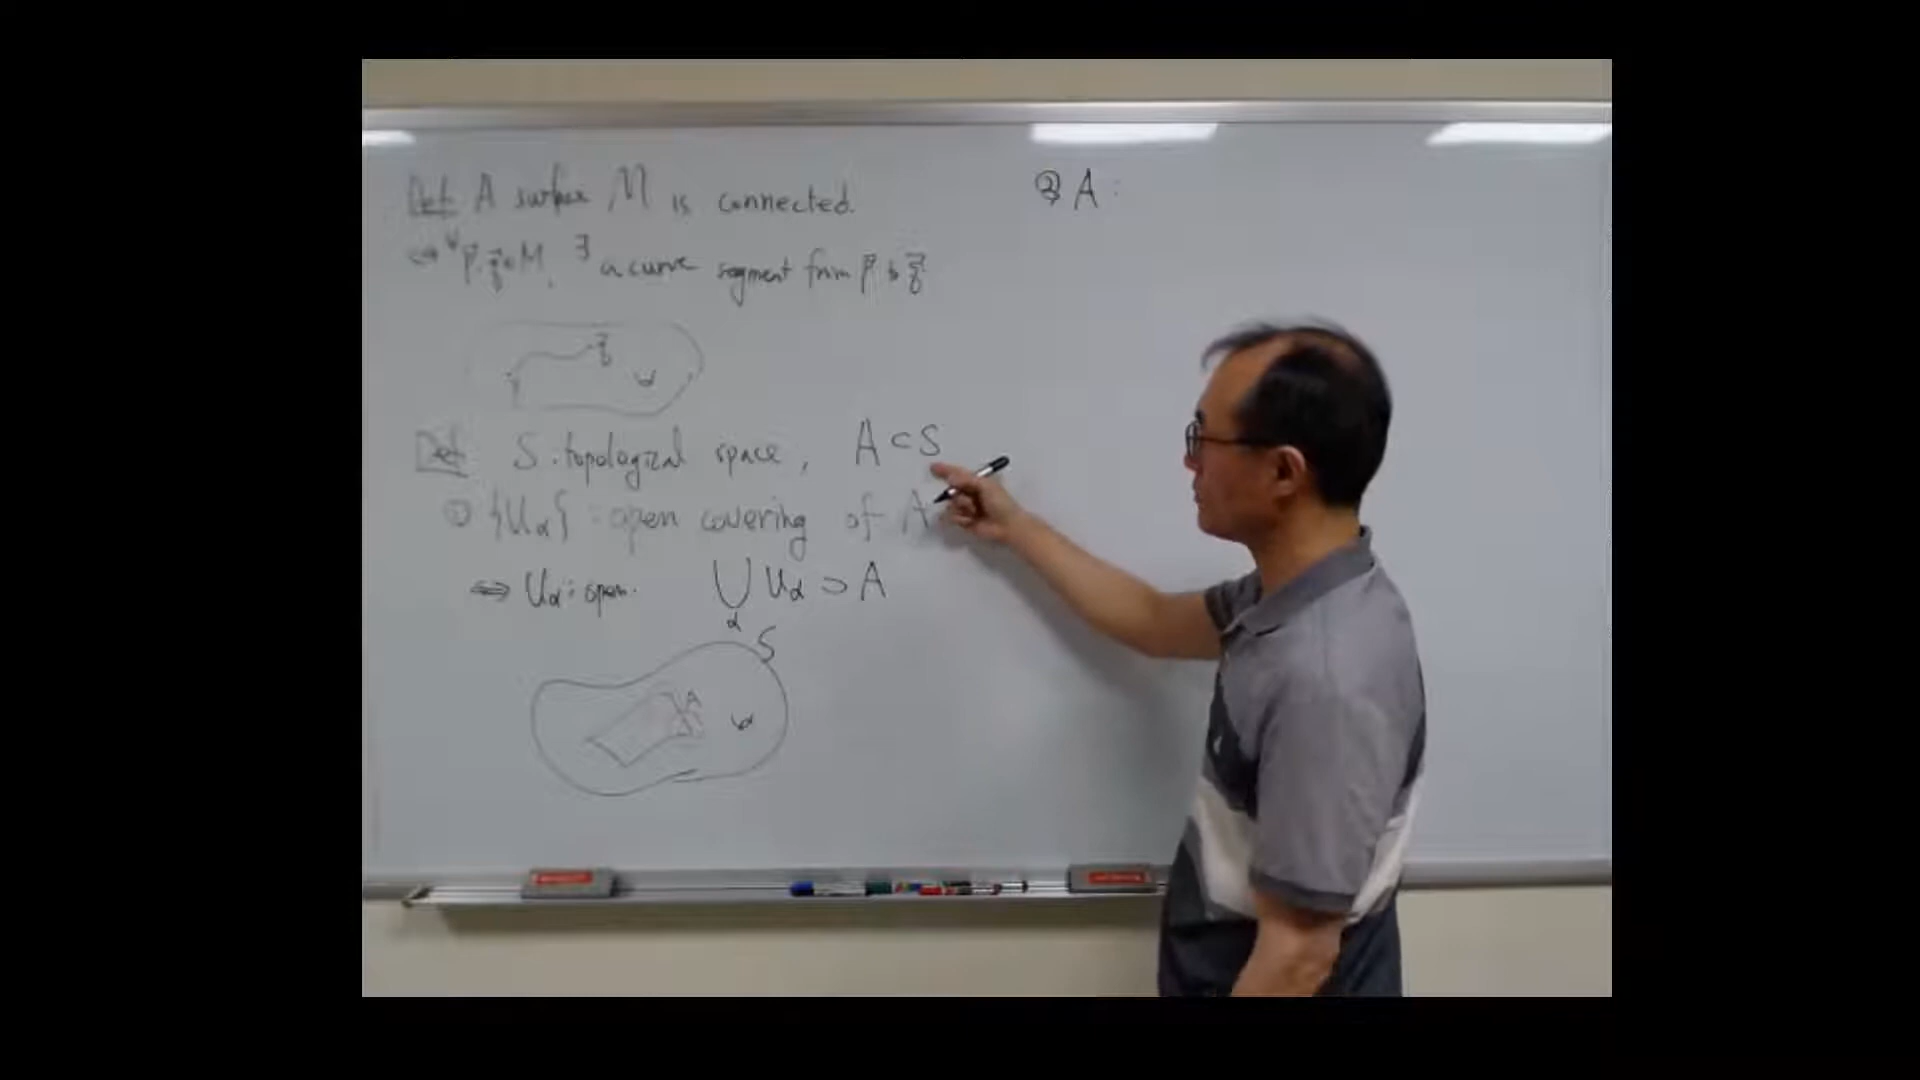 Def A surface M is connected.
⇔ ∀p⃗, q⃗ ∈ M, ∃ a curve segment from p⃗ to q⃗
q⃗
Def S : topological space, A ⊂ S
① {Uα} : open covering of A
⇔ Uα : open. ⋃ Uα ⊃ A
α
S
A
② A :